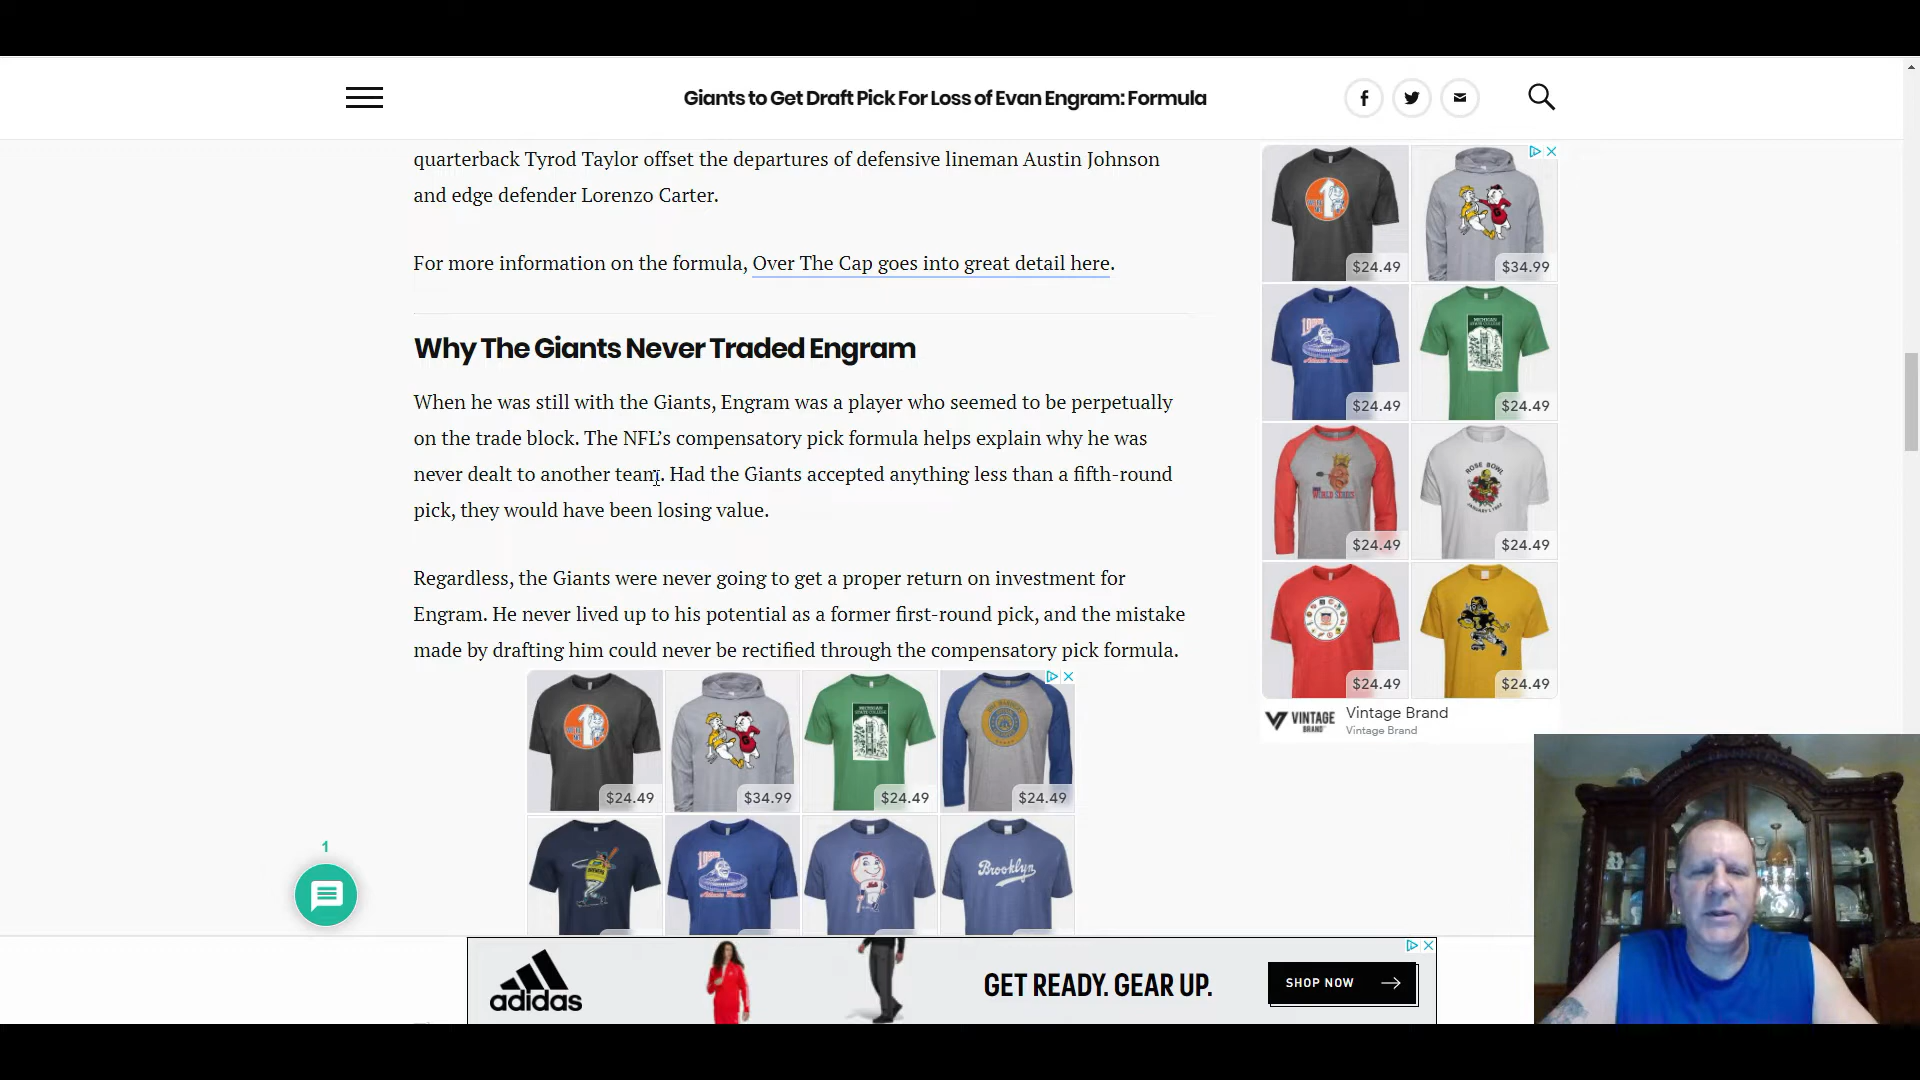 Giants to Get Draft Pick For Loss of Evan Engram: Formula
quarterback Tyrod Taylor offset the departures of defensive lineman Austin Johnson
and edge defender Lorenzo Carter.
For more information on the formula, Over The Cap goes into great detail here.
Why The Giants Never Traded Engram
When he was still with the Giants, Engram was a player who seemed to be perpetually
on the trade block. The NFL’s compensatory pick formula helps explain why he was
never dealt to another team. Had the Giants accepted anything less than a fifth-round
pick, they would have been losing value.
Regardless, the Giants were never going to get a proper return on investment for
Engram. He never lived up to his potential as a former first-round pick, and the mistake
made by drafting him could never be rectified through the compensatory pick formula.
$24.49 $34.99 $24.49 $24.49
Brooklyn
1
adidas
GET READY. GEAR UP.
SHOP NOW
$24.49 $34.99
$24.49 $24.49
MICHIGAN
WORLD SERIES
ROSE BOWL
$24.49 $24.49
$24.49 $24.49
VINTAGE
BRAND
Vintage Brand
Vintage Brand